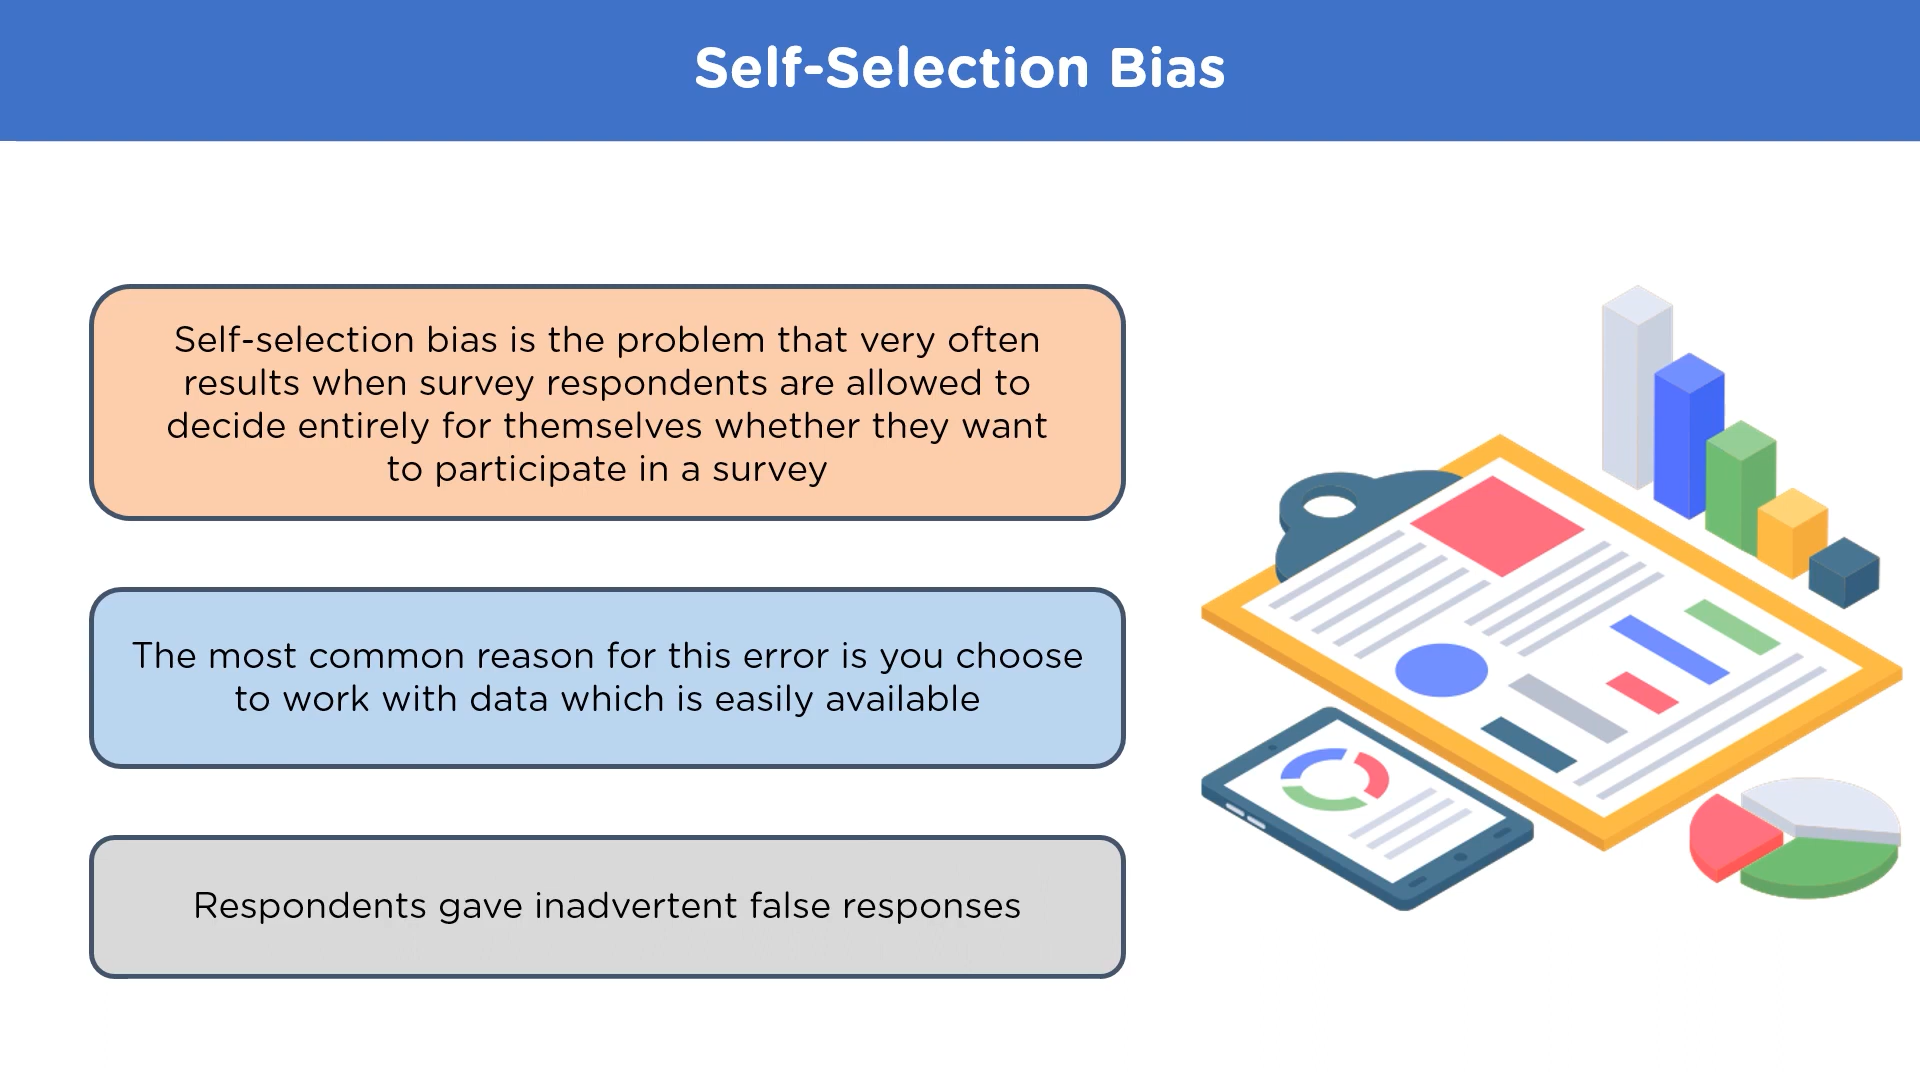 Self-Selection Bias
Self-selection bias is the problem that very often
results when survey respondents are allowed to
decide entirely for themselves whether they want
to participate in a survey
The most common reason for this error is you choose
to work with data which is easily available
Respondents gave inadvertent false responses